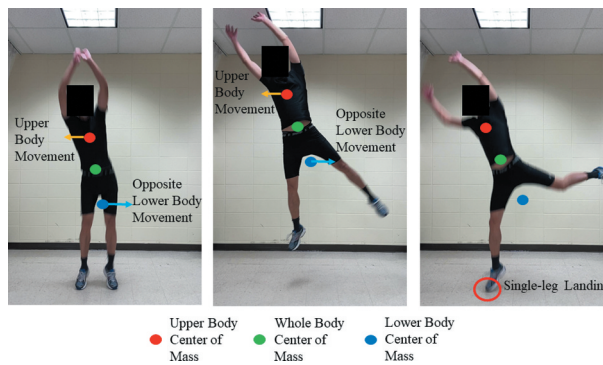 Upper
Body
Movement
Opposite
Lower Body
Movement
Upper
Body
Movement
Opposite
Lower Body
Movement
Single-leg Landin
Upper Body
Center of
Mass
Whole Body
Center of
Mass
Lower Body
Center of
Mass